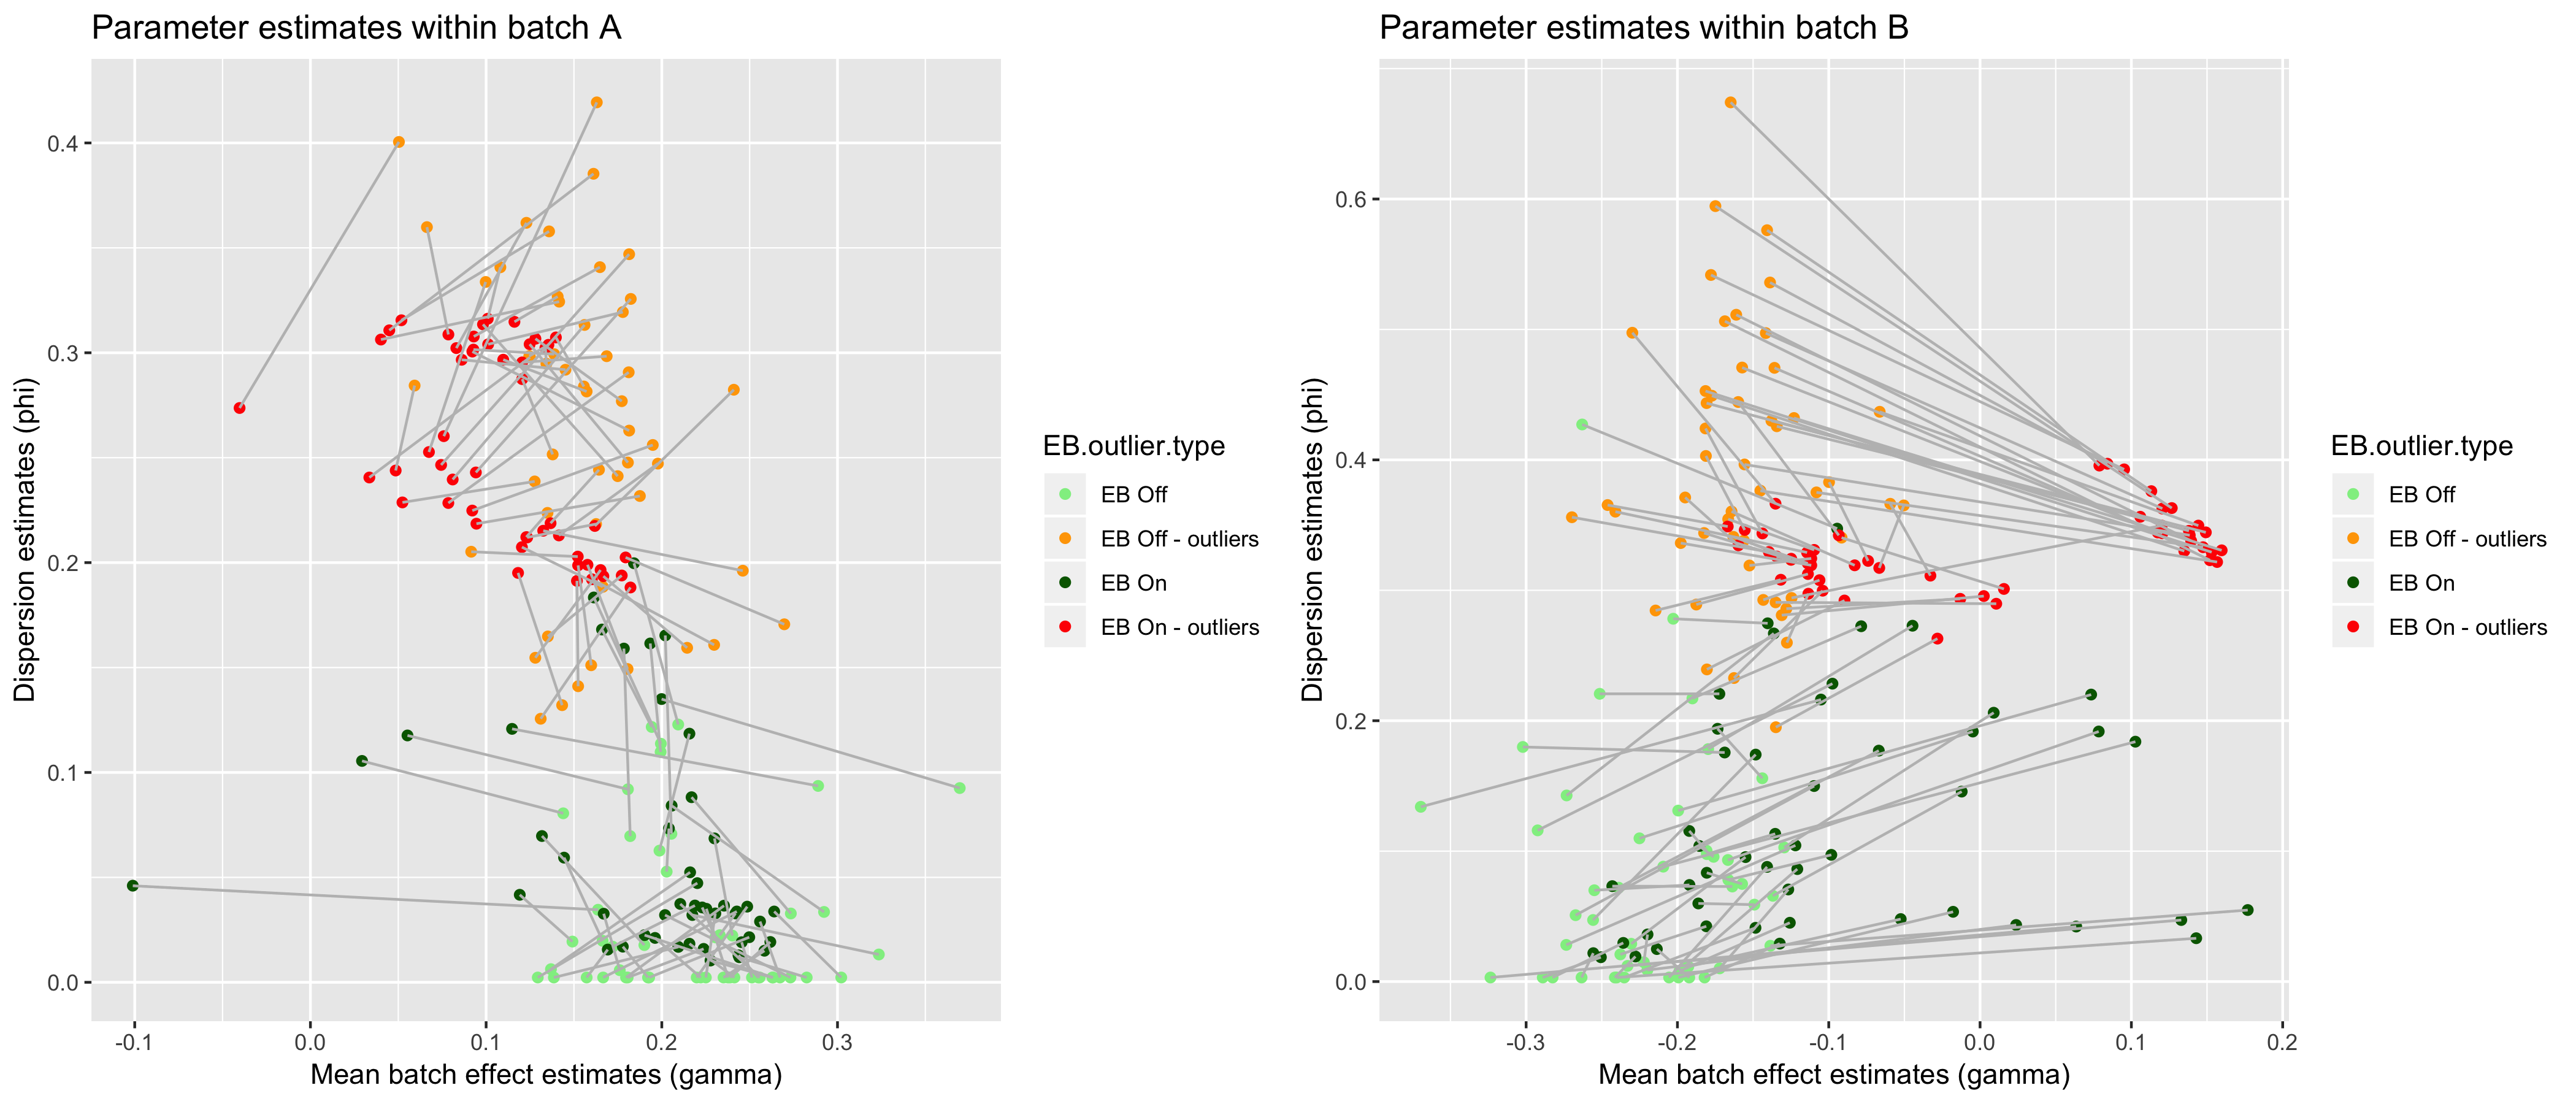 Parameter estimates within batch A
Dispersion estimates (phi)
0.4
0.3
0.2
0.1
0.0
-0.1
0.0
0.1
0.2
0.3
Mean batch effect estimates (gamma)
EB.outlier.type
EB Off
EB Off - outliers
EB On
EB On - outliers
Parameter estimates within batch B
Dispersion estimates (phi)
0.6
0.4
0.2
0.0
-0.3
-0.2
-0.1
0.0
0.1
0.2
Mean batch effect estimates (gamma)
EB.outlier.type
EB Off
EB Off - outliers
EB On
EB On - outliers